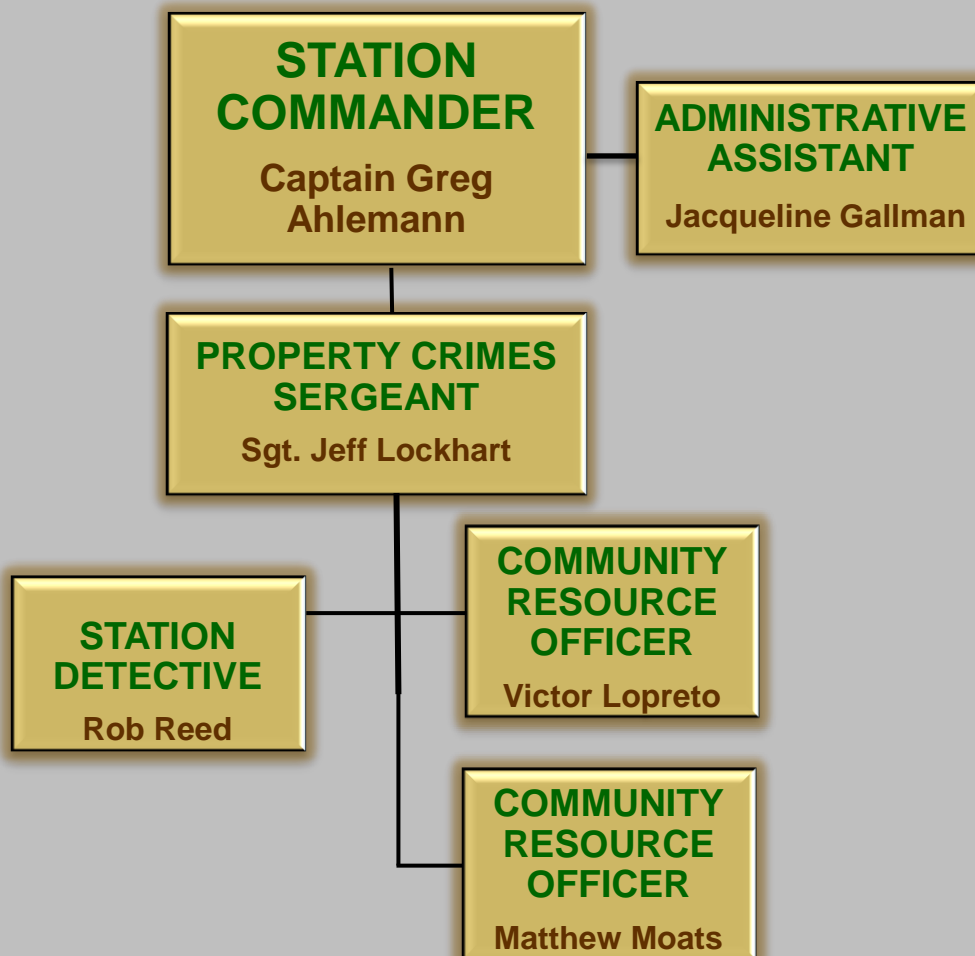 STATION
COMMANDER
Captain Greg
Ahlemann
ADMINISTRATIVE
ASSISTANT
Jacqueline Gallman
PROPERTY CRIMES
SERGEANT
Sgt. Jeff Lockhart
STATION
DETECTIVE
Rob Reed
COMMUNITY
RESOURCE
OFFICER
Victor Lopreto
COMMUNITY
RESOURCE
OFFICER
Matthew Moats